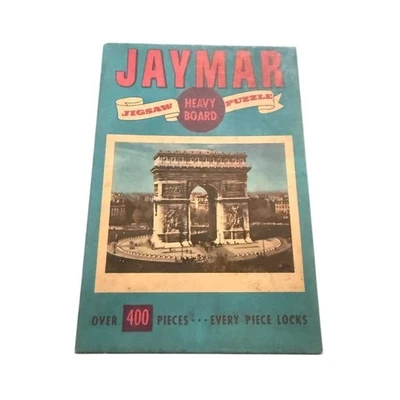 JAYMAR
JIGSAW HEAVY BOARD PUZZLE
OVER 400 PIECES... EVERY PIECE LOCKS